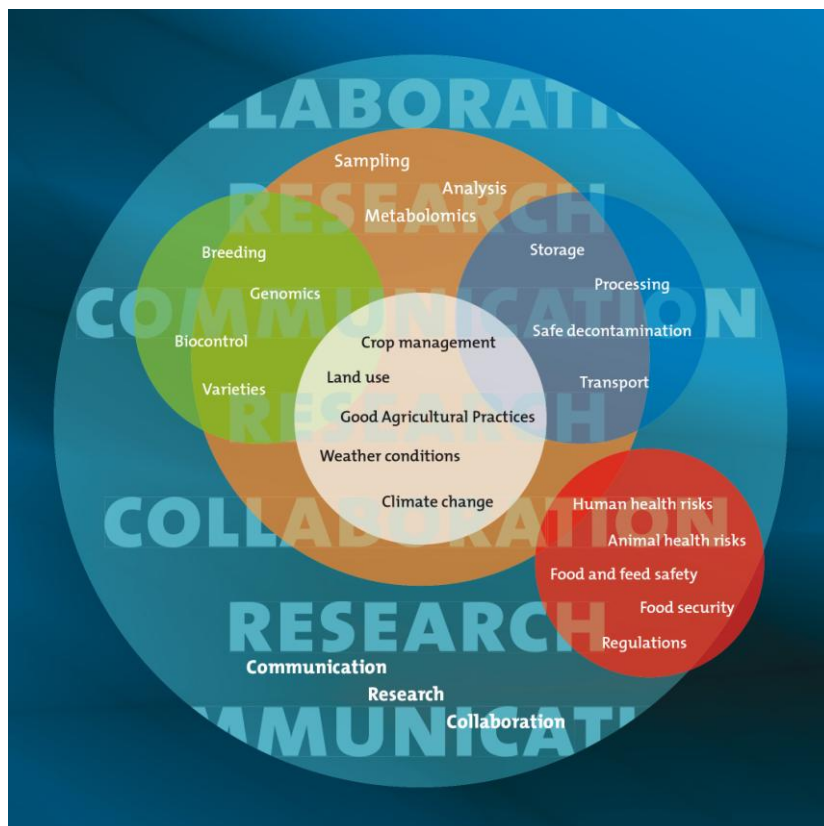 LLABORATIO
Sampling
Analysis
RESEARCH
Metabolomics
Breeding
Genomics
Biocontrol
Varieties
Storage
Processing
Safe decontamination
Transport
COMMUNICATION
Crop management
Land use
RESEARCH
Good Agricultural Practices
Weather conditions
Climate change
COLLABORATION
Human health risks
Animal health risks
Food and feed safety
Food security
Regulations
RESEARCH
Communication
Research
Collaboration
MMUNICATI